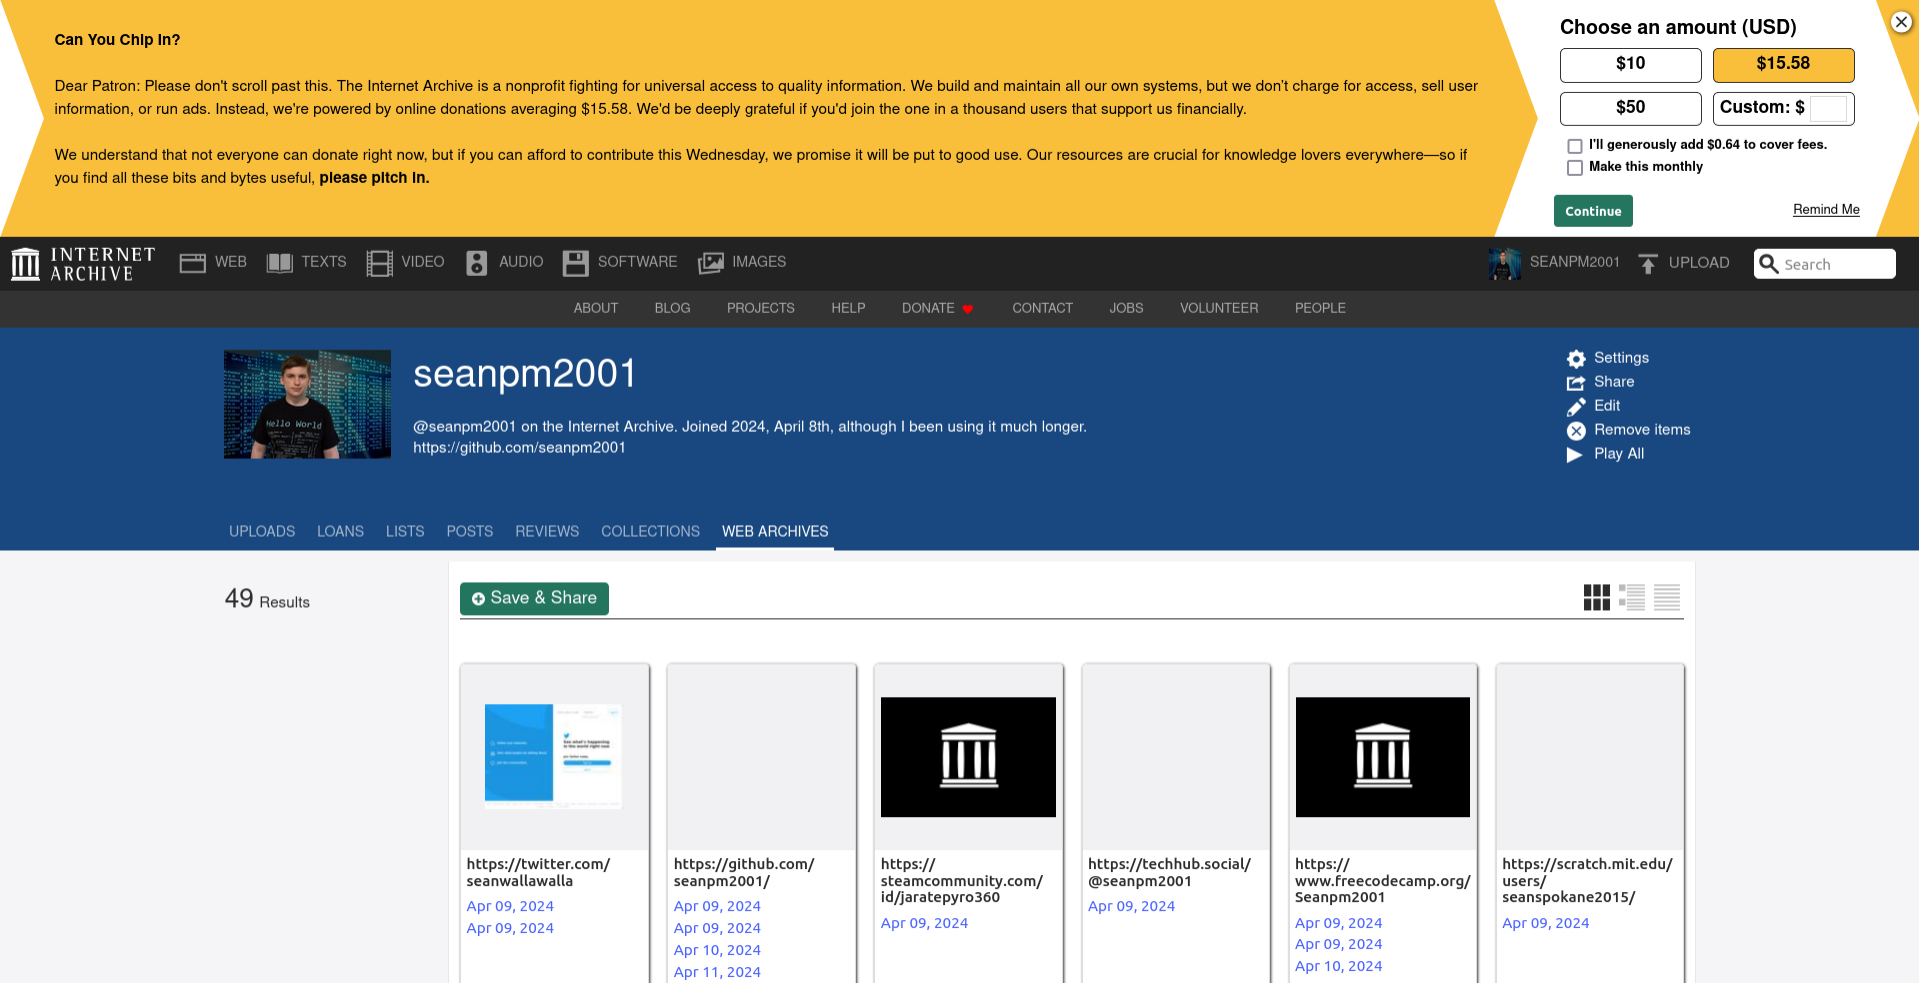 Can You Chip In?
Dear Patron: Please don't scroll past this. The Internet Archive is a nonprofit fighting for universal access to quality information. We build and maintain all our own systems, but we don't charge for access, sell user
information, or run ads. Instead, we're powered by online donations averaging $15.58. We'd be deeply grateful if you'd join the one in a thousand users that support us financially.
We understand that not everyone can donate right now, but if you can afford to contribute this Wednesday, we promise it will be put to good use. Our resources are crucial for knowledge lovers everywhere—so if
you find all these bits and bytes useful, please pitch in.
Choose an amount (USD)
$10
$15.58
$50
Custom: $
I'll generously add $0.64 to cover fees.
Make this monthly
Continue
Remind Me
INTERNET
ARCHIVE
WEB
TEXTS
VIDEO
AUDIO
SOFTWARE
IMAGES
SEANPM2001
UPLOAD
Search
ABOUT
BLOG
PROJECTS
HELP
DONATE
CONTACT
JOBS
VOLUNTEER
PEOPLE
Hello World
seanpm2001
@seanpm2001 on the Internet Archive. Joined 2024, April 8th, although I been using it much longer.
https://github.com/seanpm2001
Settings
Share
Edit
Remove items
Play All
UPLOADS
LOANS
LISTS
POSTS
REVIEWS
COLLECTIONS
WEB ARCHIVES
49 Results
Save & Share
See what's happening
in the world right now
https://twitter.com/
seanwallawalla
Apr 09, 2024
Apr 09, 2024
https://github.com/
seanpm2001/
Apr 09, 2024
Apr 09, 2024
Apr 10, 2024
Apr 11, 2024
https://
steamcommunity.com/
id/jaratepyro360
Apr 09, 2024
https://techhub.social/
@seanpm2001
Apr 09, 2024
https://
www.freecodecamp.org/
Seanpm2001
Apr 09, 2024
Apr 09, 2024
Apr 10, 2024
https://scratch.mit.edu/
users/
seanspokane2015/
Apr 09, 2024